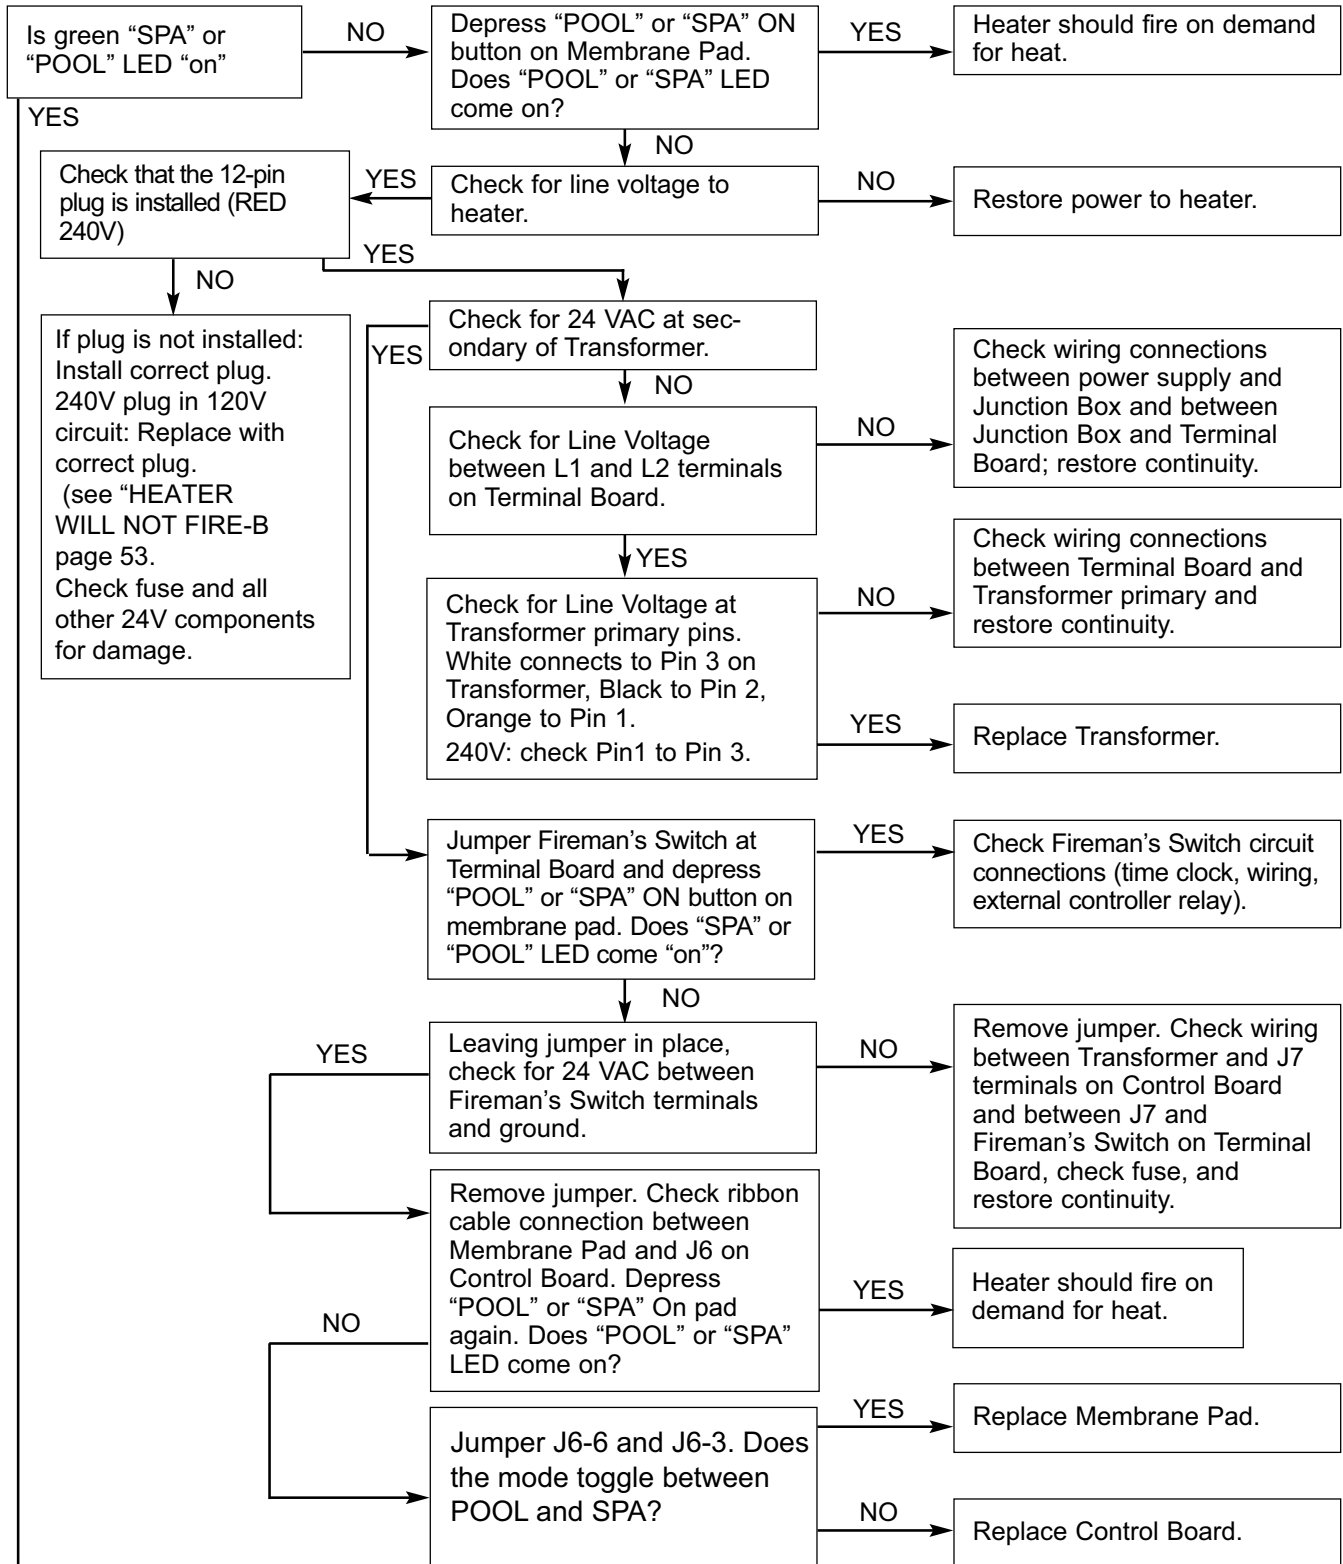 Is green “SPA” or
“POOL” LED “on”
NO
Depress “POOL” or “SPA” ON
button on Membrane Pad.
Does “POOL” or “SPA” LED
come on?
YES
Heater should fire on demand
for heat.
YES
NO
Check that the 12-pin
plug is installed (RED
240V)
YES
Check for line voltage to
heater.
NO
Restore power to heater.
YES
NO
If plug is not installed:
Install correct plug.
240V plug in 120V
circuit: Replace with
correct plug.
(see “HEATER
WILL NOT FIRE-B
page 53.
Check fuse and all
other 24V components
for damage.
YES
Check for 24 VAC at sec-
ondary of Transformer.
NO
Check for Line Voltage
between L1 and L2 terminals
on Terminal Board.
NO
Check wiring connections
between power supply and
Junction Box and between
Junction Box and Terminal
Board; restore continuity.
YES
Check for Line Voltage at
Transformer primary pins.
White connects to Pin 3 on
Transformer, Black to Pin 2,
Orange to Pin 1.
240V: check Pin1 to Pin 3.
NO
Check wiring connections
between Terminal Board and
Transformer primary and
restore continuity.
YES
Replace Transformer.
Jumper Fireman’s Switch at
Terminal Board and depress
“POOL” or “SPA” ON button on
membrane pad. Does “SPA” or
“POOL” LED come “on”?
YES
Check Fireman’s Switch circuit
connections (time clock, wiring,
external controller relay).
NO
YES
Leaving jumper in place,
check for 24 VAC between
Fireman’s Switch terminals
and ground.
NO
Remove jumper. Check wiring
between Transformer and J7
terminals on Control Board
and between J7 and
Fireman’s Switch on Terminal
Board, check fuse, and
restore continuity.
Remove jumper. Check ribbon
cable connection between
Membrane Pad and J6 on
Control Board. Depress
“POOL” or “SPA” On pad
again. Does “POOL” or “SPA”
LED come on?
YES
Heater should fire on
demand for heat.
NO
Jumper J6-6 and J6-3. Does
the mode toggle between
POOL and SPA?
YES
Replace Membrane Pad.
NO
Replace Control Board.